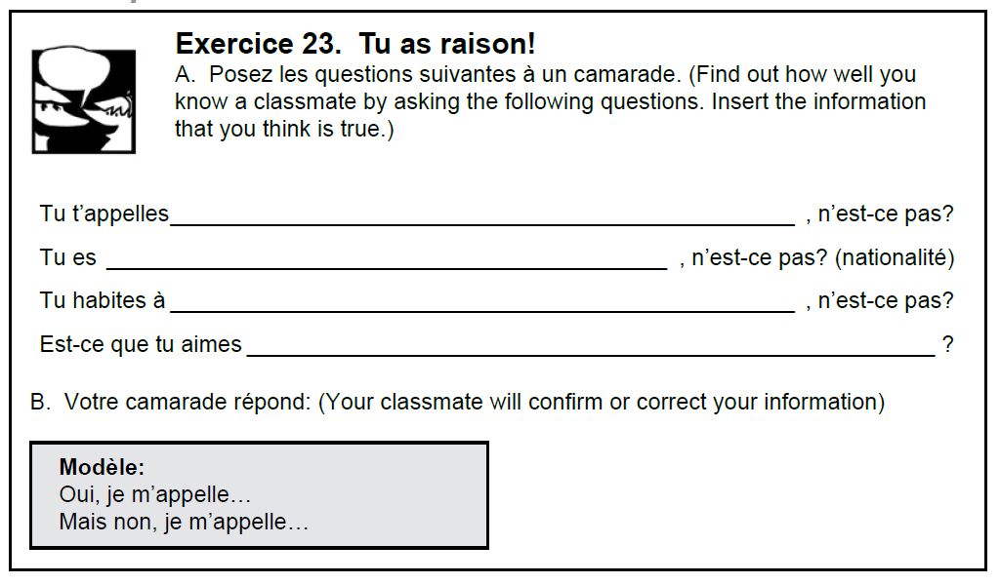 Exercice 23.  Tu as raison!
A.  Posez les questions suivantes à un camarade. (Find out how well you
know a classmate by asking the following questions. Insert the information
that you think is true.)
Tu t’appelles , n’est-ce pas?
Tu es , n’est-ce pas? (nationalité)
Tu habites à , n’est-ce pas?
Est-ce que tu aimes ?
B.  Votre camarade répond: (Your classmate will confirm or correct your information)
Modèle:
Oui, je m’appelle…
Mais non, je m’appelle…